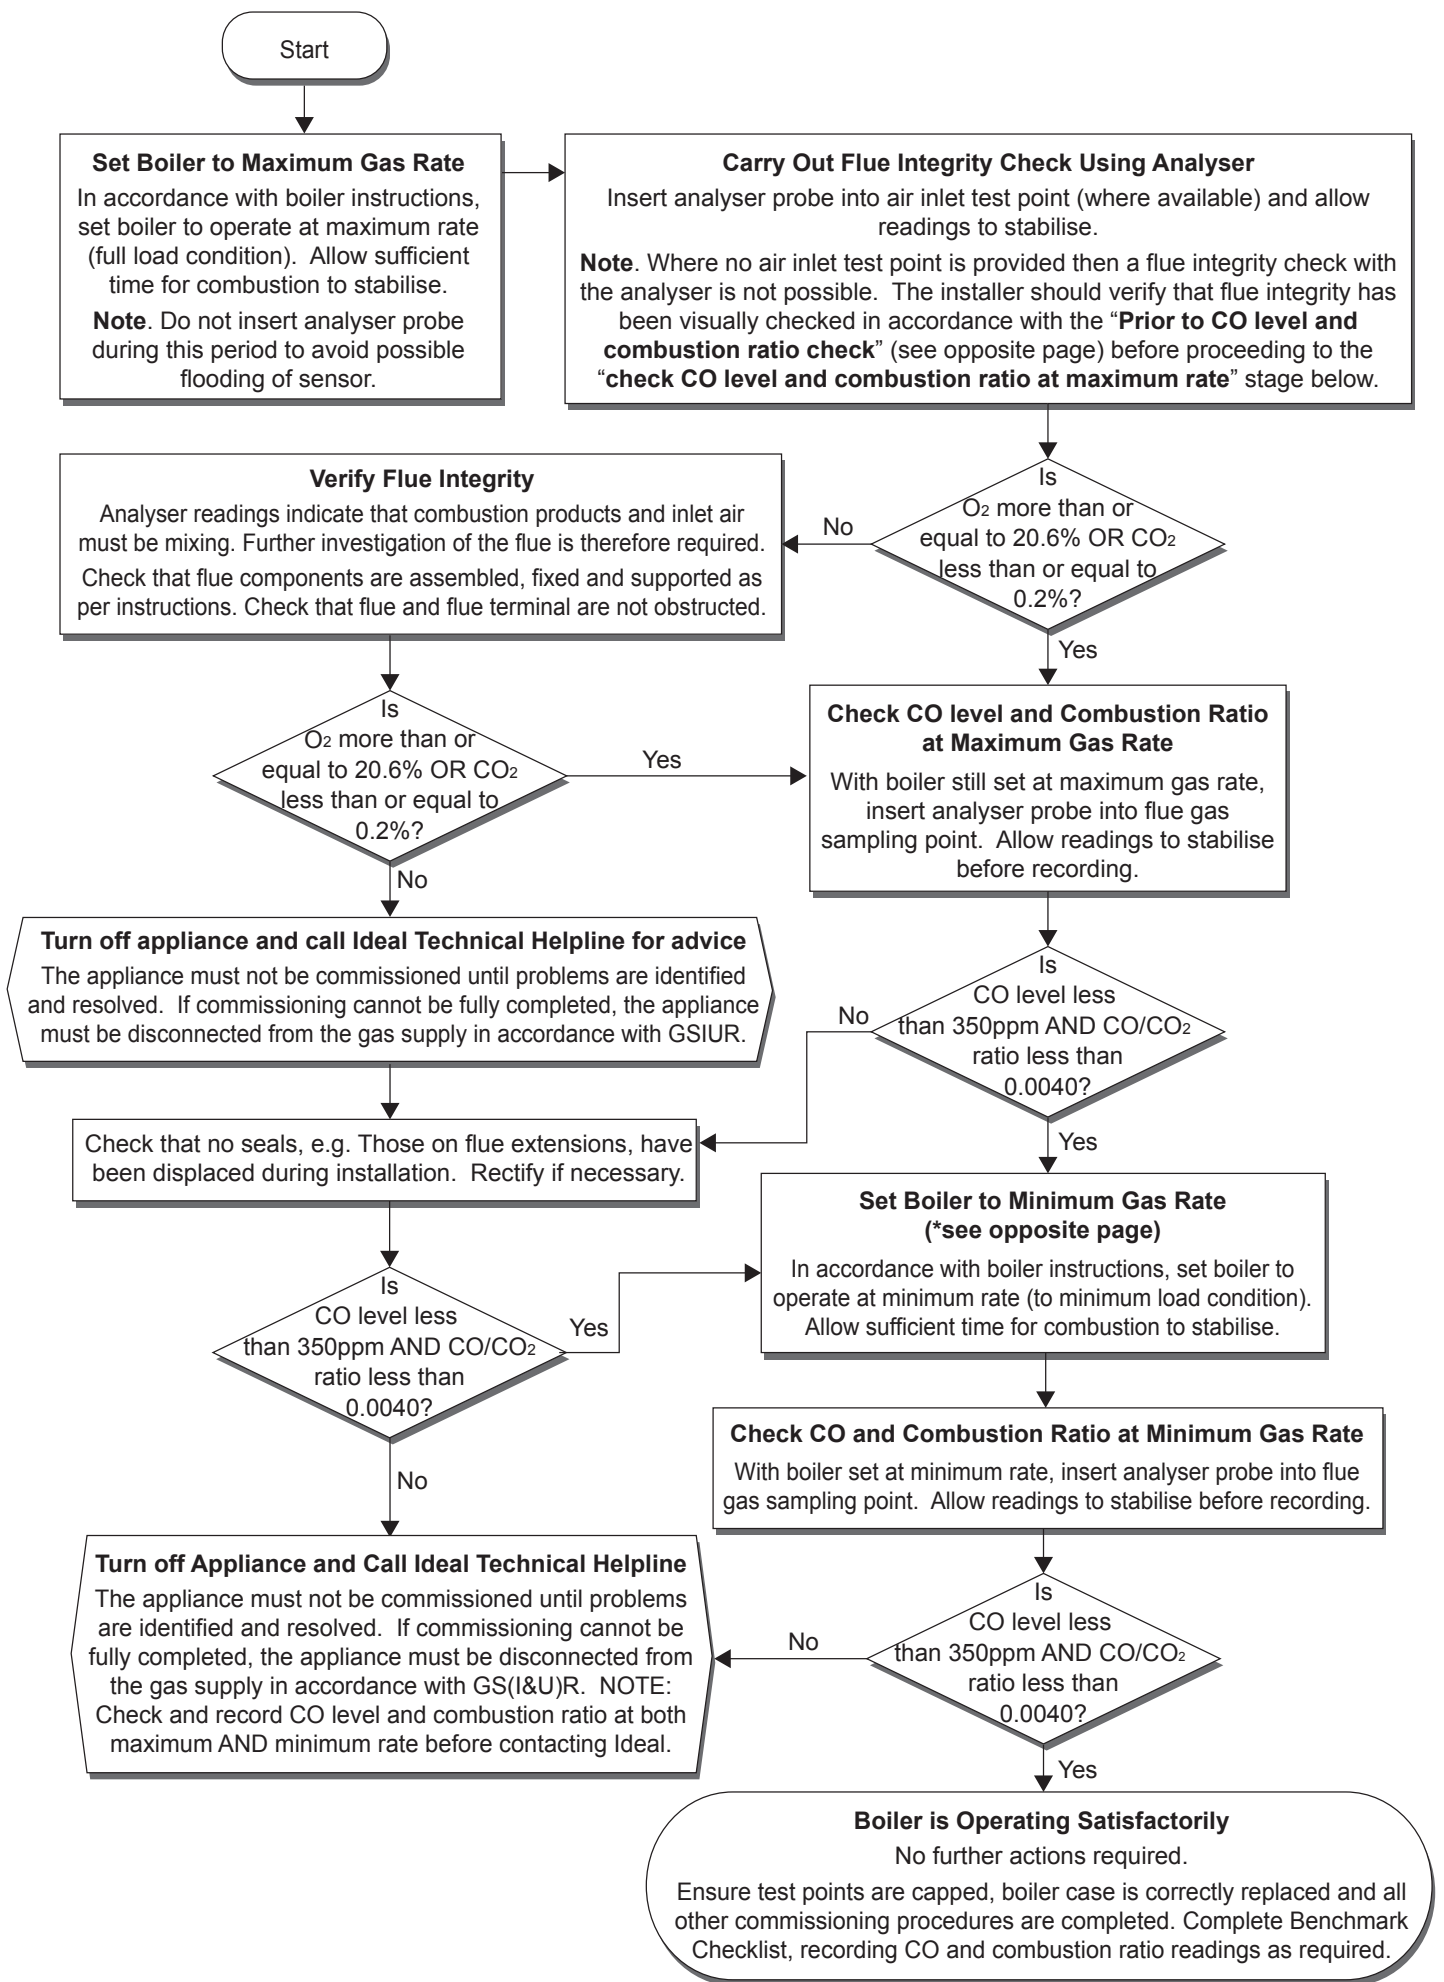 Start
Set Boiler to Maximum Gas Rate
In accordance with boiler instructions,
set boiler to operate at maximum rate
(full load condition).  Allow sufficient
time for combustion to stabilise.
Note. Do not insert analyser probe
during this period to avoid possible
flooding of sensor.
Carry Out Flue Integrity Check Using Analyser
Insert analyser probe into air inlet test point (where available) and allow
readings to stabilise.
Note. Where no air inlet test point is provided then a flue integrity check with
the analyser is not possible.  The installer should verify that flue integrity has
been visually checked in accordance with the “Prior to CO level and
combustion ratio check” (see opposite page) before proceeding to the
“check CO level and combustion ratio at maximum rate” stage below.
Is
O2 more than or
equal to 20.6% OR CO2
less than or equal to
0.2%?
No
Yes
Verify Flue Integrity
Analyser readings indicate that combustion products and inlet air
must be mixing. Further investigation of the flue is therefore required.
Check that flue components are assembled, fixed and supported as
per instructions. Check that flue and flue terminal are not obstructed.
Is
O2 more than or
equal to 20.6% OR CO2
less than or equal to
0.2%?
Yes
No
Check CO level and Combustion Ratio
at Maximum Gas Rate
With boiler still set at maximum gas rate,
insert analyser probe into flue gas
sampling point.  Allow readings to stabilise
before recording.
Turn off appliance and call Ideal Technical Helpline for advice
The appliance must not be commissioned until problems are identified
and resolved.  If commissioning cannot be fully completed, the appliance
must be disconnected from the gas supply in accordance with GSIUR.
Is
CO level less
than 350ppm AND CO/CO2
ratio less than
0.0040?
No
Yes
Check that no seals, e.g. Those on flue extensions, have
been displaced during installation.  Rectify if necessary.
Set Boiler to Minimum Gas Rate
(*see opposite page)
In accordance with boiler instructions, set boiler to
operate at minimum rate (to minimum load condition).
Allow sufficient time for combustion to stabilise.
Is
CO level less
than 350ppm AND CO/CO2
ratio less than
0.0040?
Yes
No
Check CO and Combustion Ratio at Minimum Gas Rate
With boiler set at minimum rate, insert analyser probe into flue
gas sampling point.  Allow readings to stabilise before recording.
Turn off Appliance and Call Ideal Technical Helpline
The appliance must not be commissioned until problems
are identified and resolved.  If commissioning cannot be
fully completed, the appliance must be disconnected from
the gas supply in accordance with GS(I&U)R.  NOTE:
Check and record CO level and combustion ratio at both
maximum AND minimum rate before contacting Ideal.
Is
CO level less
than 350ppm AND CO/CO2
ratio less than
0.0040?
No
Yes
Boiler is Operating Satisfactorily
No further actions required.
Ensure test points are capped, boiler case is correctly replaced and all
other commissioning procedures are completed. Complete Benchmark
Checklist, recording CO and combustion ratio readings as required.